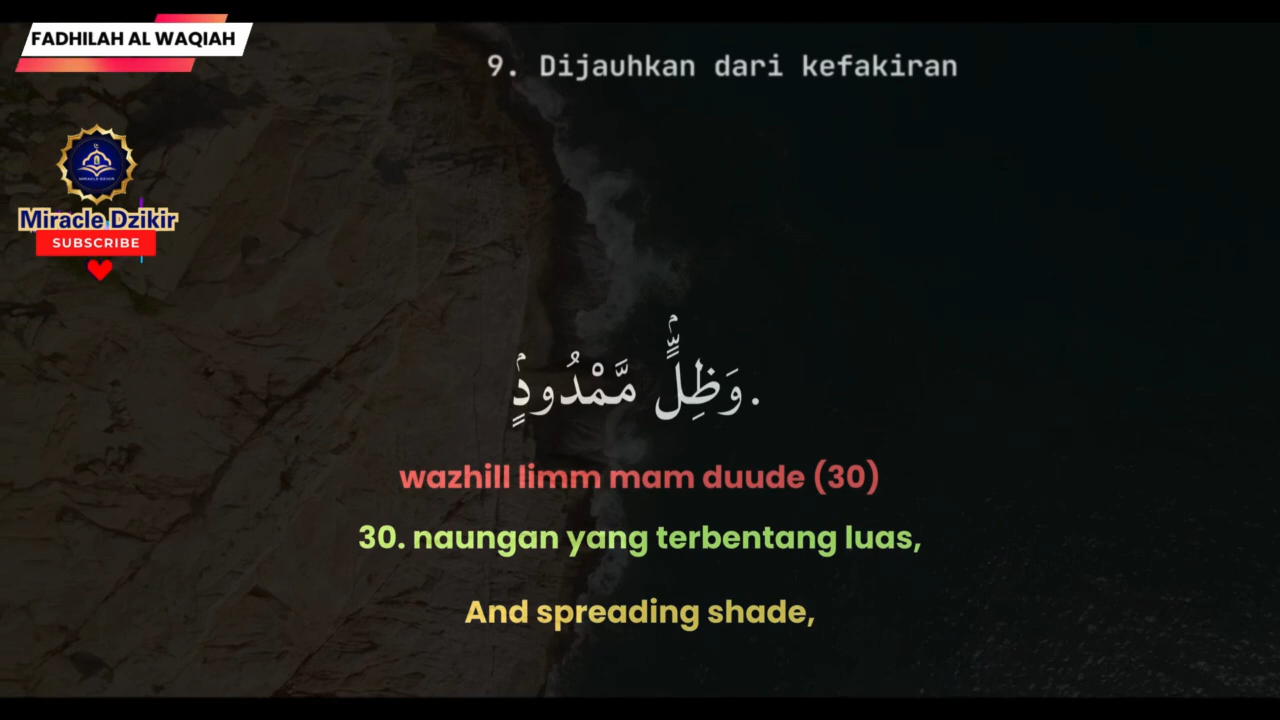 FADHILAH AL WAQIAH
9. Dijauhkan dari kefakiran
Miracle Dzikir
SUBSCRIBE
وَظِلٍّۢ مَّمْدُودٍۢ.
wazhill limm mam duude (30)
30. naungan yang terbentang luas,
And spreading shade,